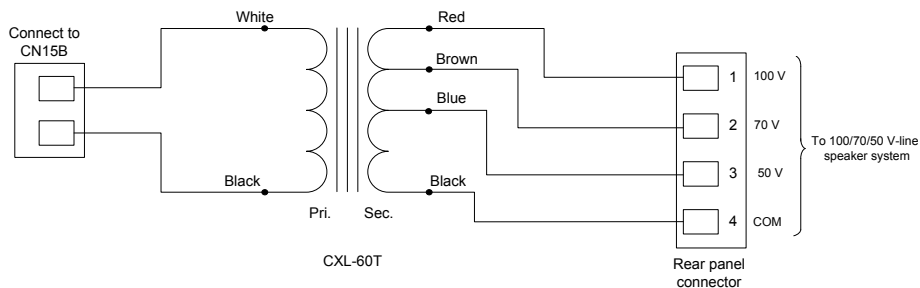 White
Red
Connect to
CN15B
Brown
1 100 V
Blue
2 70 V
To 100/70/50 V-line
speaker system
3 50 V
Black
Black
4 COM
Pri. Sec.
CXL-60T
Rear panel
connector